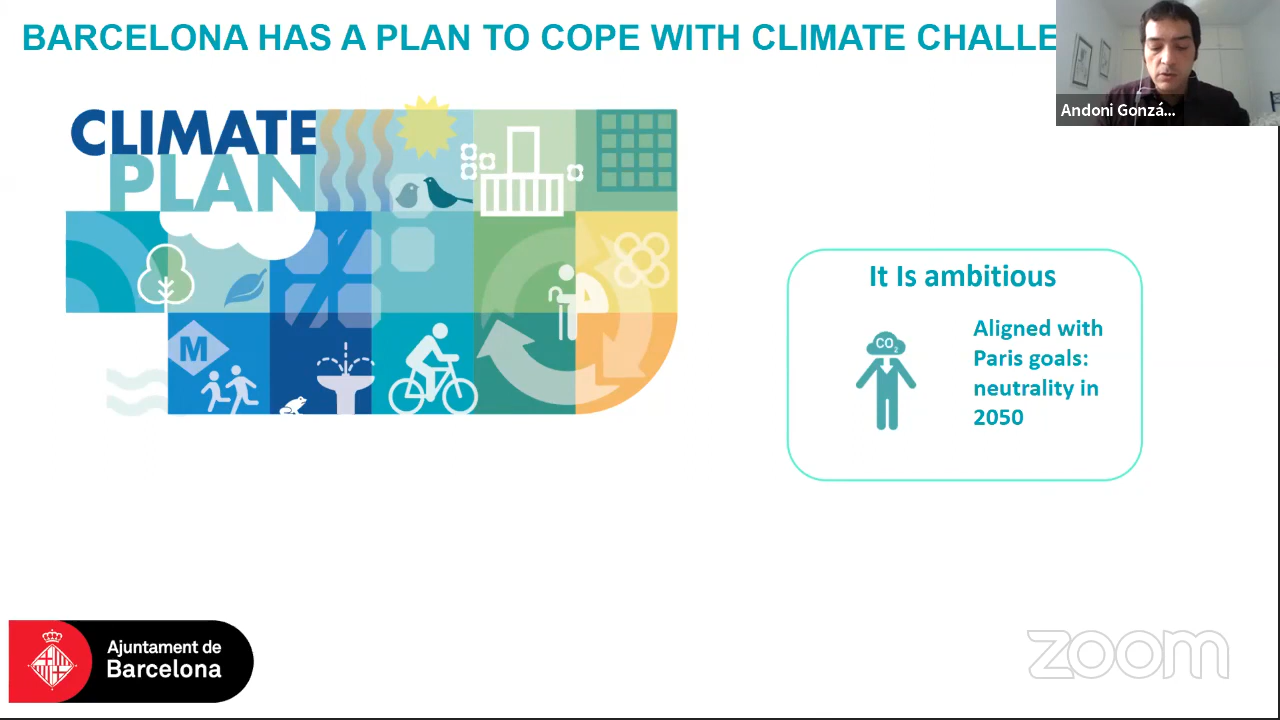 BARCELONA HAS A PLAN TO COPE WITH CLIMATE CHALLE
Andoni Gonzá...
CLIMATE
PLAN
M
It Is ambitious
CO2
Aligned with
Paris goals:
neutrality in
2050
Ajuntament de
Barcelona
zoom